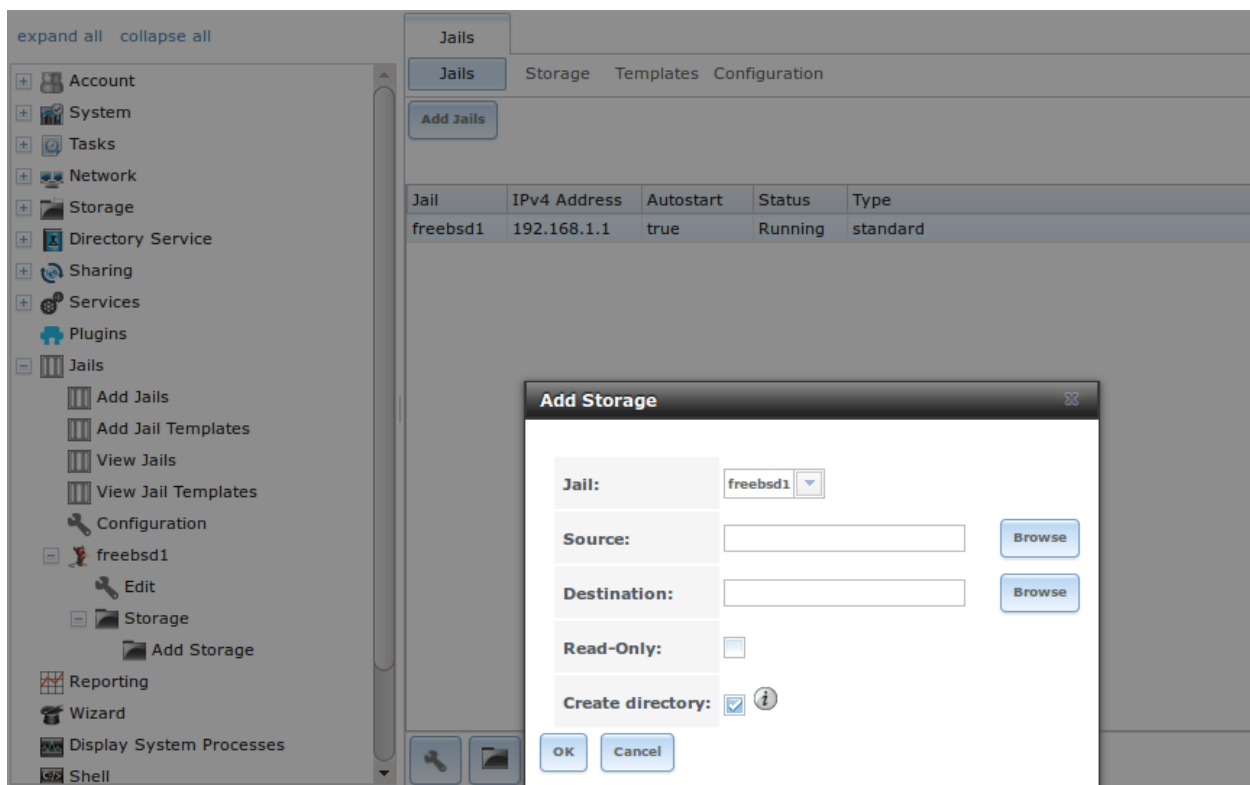 expand all collapse all
Account
System
Tasks
Network
Storage
Directory Service
Sharing
Services
Plugins
Jails
Add Jails
Add Jail Templates
View Jails
View Jail Templates
Configuration
freebsd1
Edit
Storage
Add Storage
Reporting
Wizard
Display System Processes
Shell
Jails
Jails Storage Templates Configuration
Add Jails
Jail IPv4 Address Autostart Status Type
freebsd1 192.168.1.1 true Running standard
Add Storage
Jail: freebsd1
Source: Browse
Destination: Browse
Read-Only:
Create directory:
OK Cancel